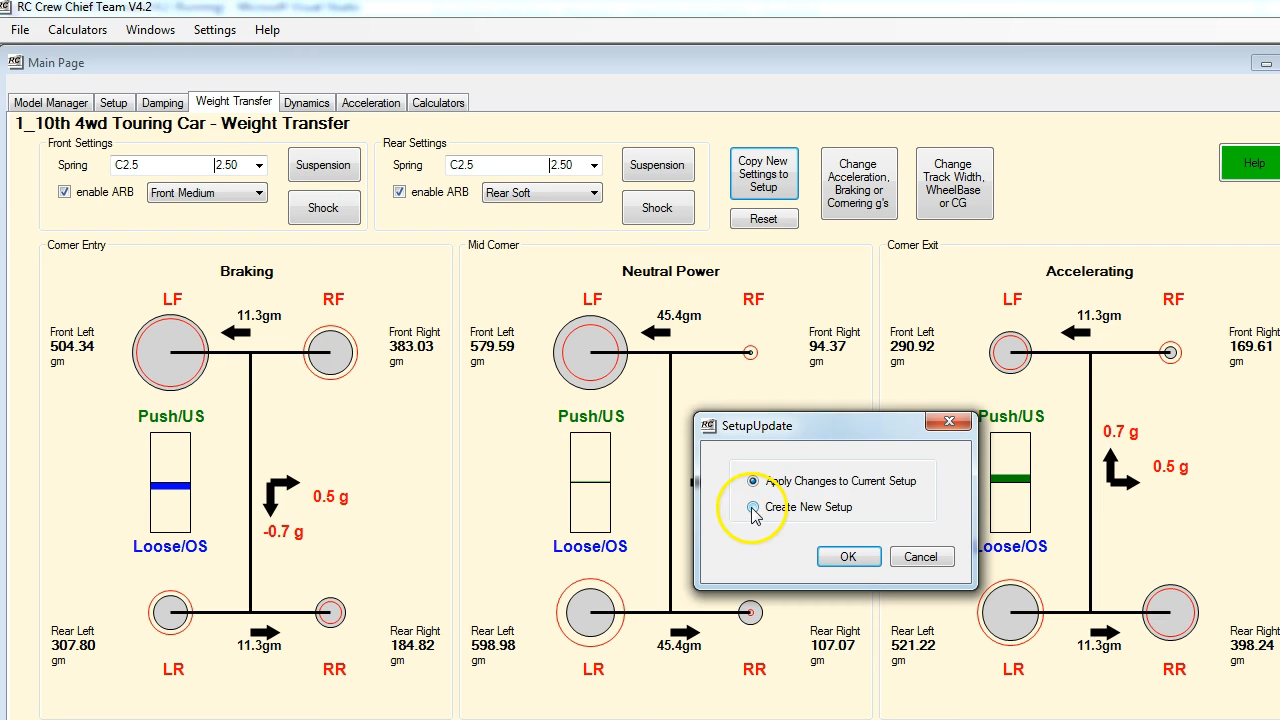 RC Crew Chief Team V4.2
Microsoft Visual Studio
File Calculators Windows Settings Help
Main Page
Model Manager Setup Damping Weight Transfer Dynamics Acceleration Calculators
1_10th 4wd Touring Car - Weight Transfer
Front Settings
Spring C2.5 2.50 Suspension
enable ARB Front Medium Shock
Rear Settings
Spring C2.5 2.50 Suspension
enable ARB Rear Soft Shock
Copy New
Settings to
Setup
Reset
Change
Acceleration,
Braking or
Cornering g's
Change
Track Width,
WheelBase
or CG
Help
Corner Entry
Braking
LF RF
11.3gm
Front Left
504.34
gm
Front Right
383.03
gm
Push/US
0.5 g
-0.7 g
Loose/OS
Rear Left
307.80
gm
11.3gm
Rear Right
184.82
gm
LR RR
Mid Corner
Neutral Power
LF RF
45.4gm
Front Left
579.59
gm
Front Right
94.37
gm
Push/US
Loose/OS
Rear Left
598.98
gm
45.4gm
Rear Right
107.07
gm
LR RR
Corner Exit
Accelerating
LF RF
11.3gm
Front Left
290.92
gm
Front Right
169.61
gm
Push/US
0.7 g
0.5 g
Loose/OS
Rear Left
521.22
gm
11.3gm
Rear Right
398.24
gm
LR RR
SetupUpdate
Apply Changes to Current Setup
Create New Setup
OK Cancel